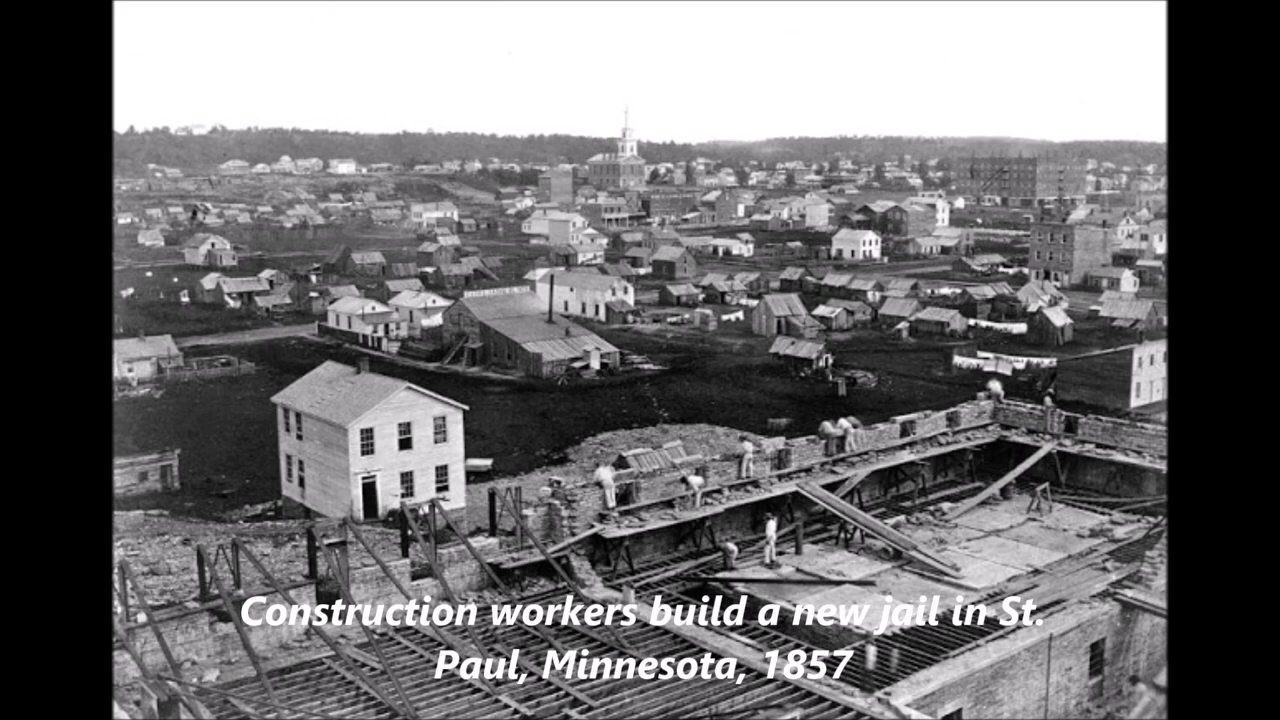 Construction workers build a new jail in St.
Paul, Minnesota, 1857